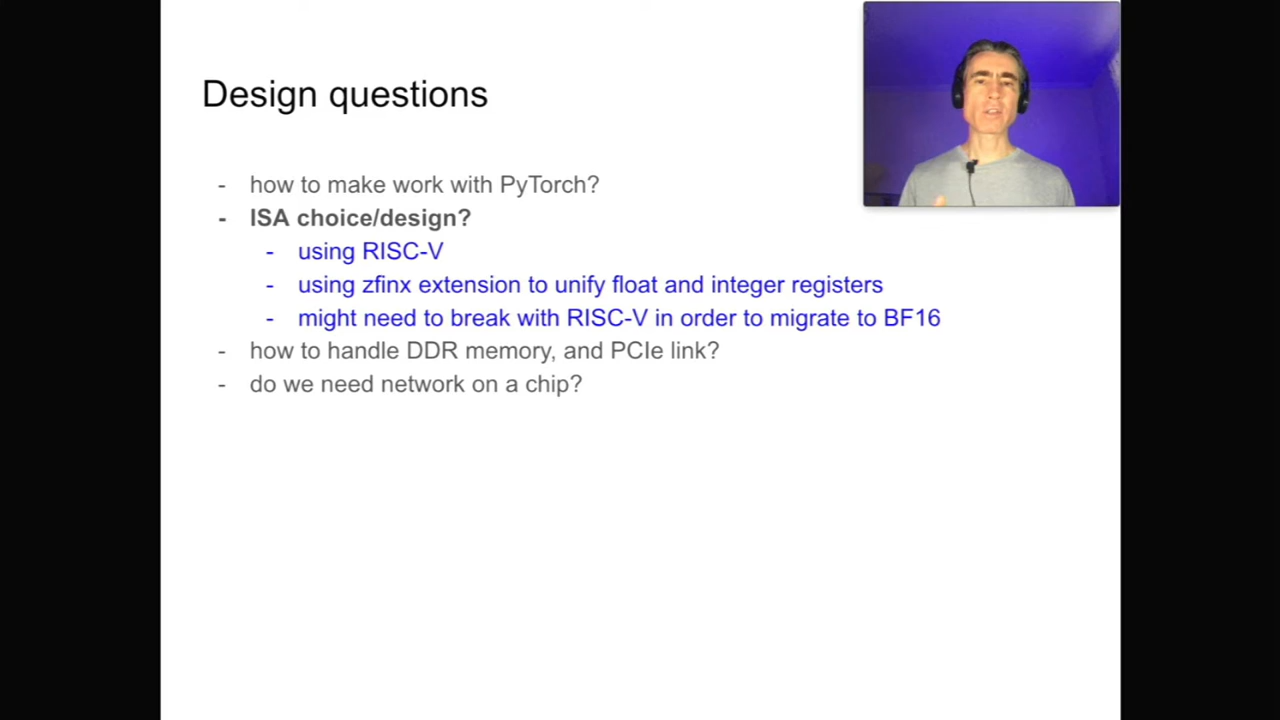 Design questions
- how to make work with PyTorch?
- ISA choice/design?
- using RISC-V
- using zfinx extension to unify float and integer registers
- might need to break with RISC-V in order to migrate to BF16
- how to handle DDR memory, and PCIe link?
- do we need network on a chip?